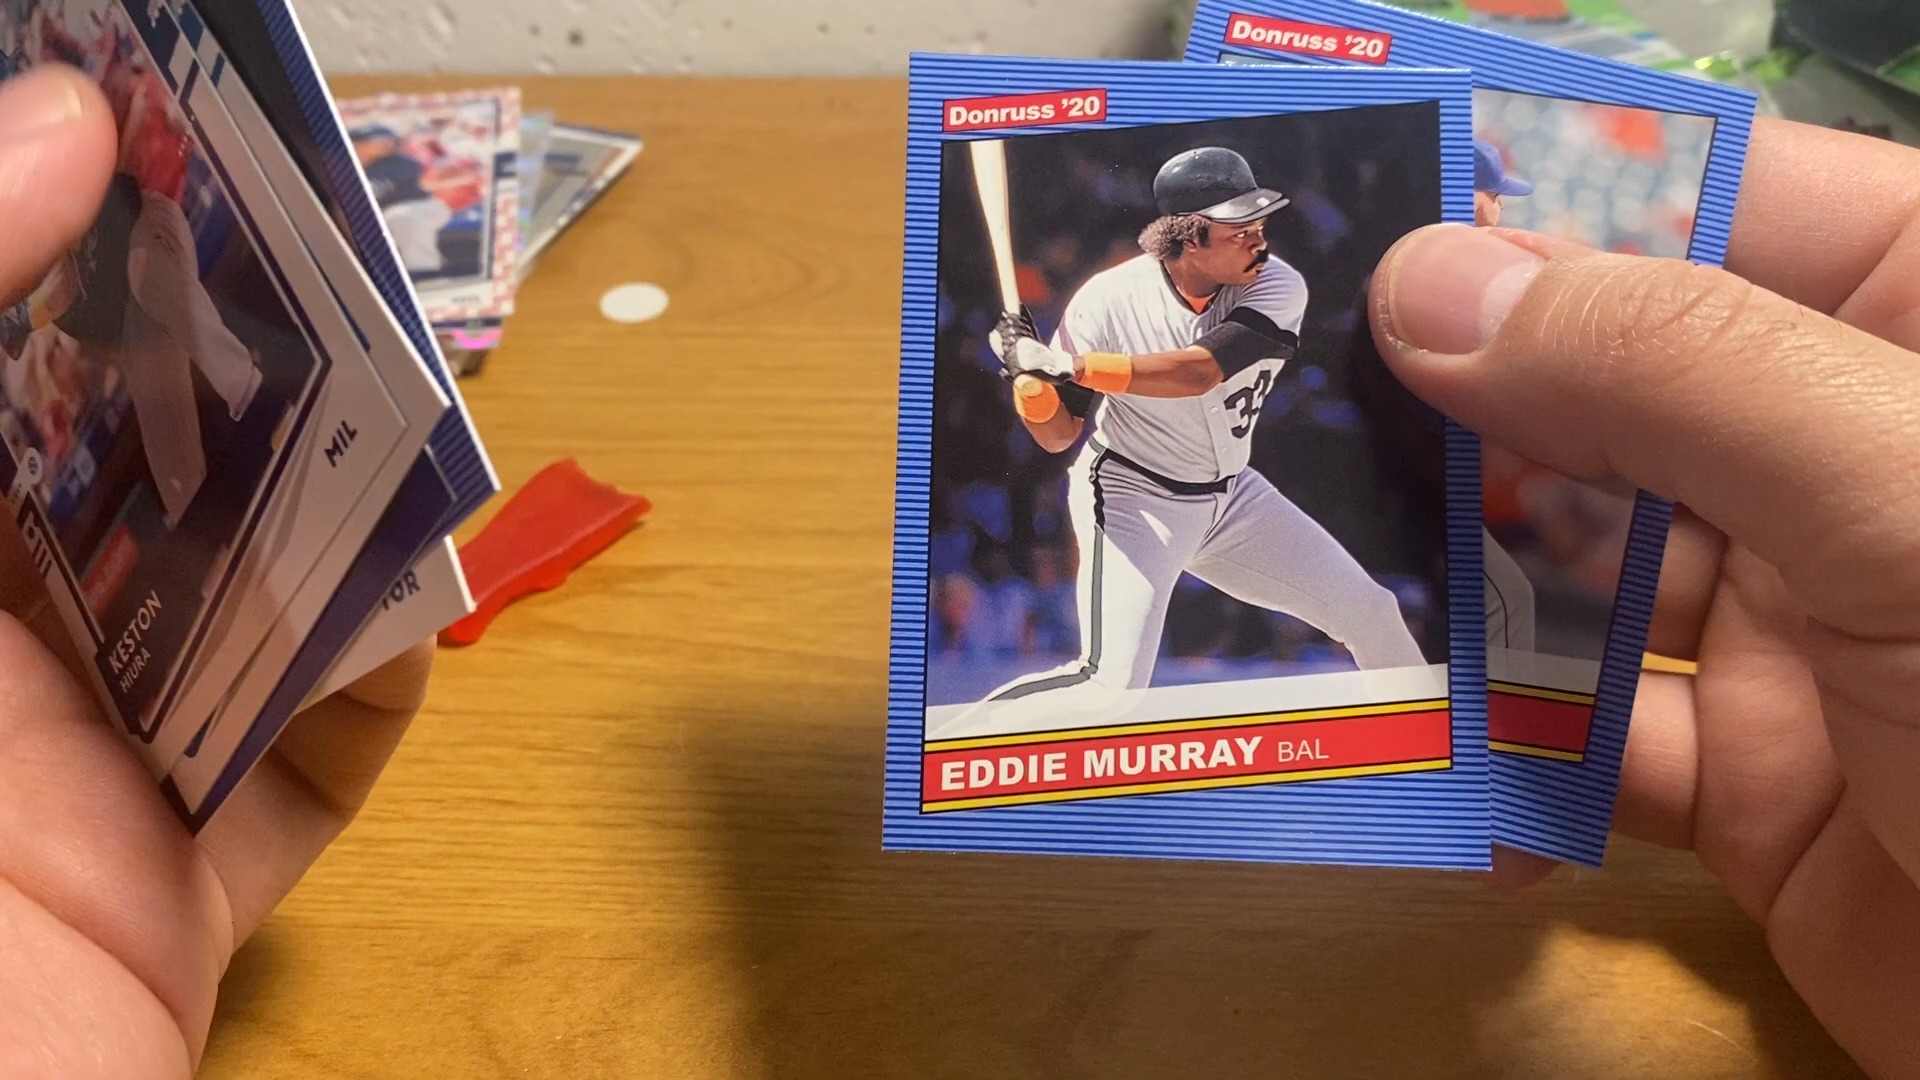 Donruss '20
Donruss '20
33
EDDIE MURRAY BAL
MIL
KESTON
HIURA
TOR